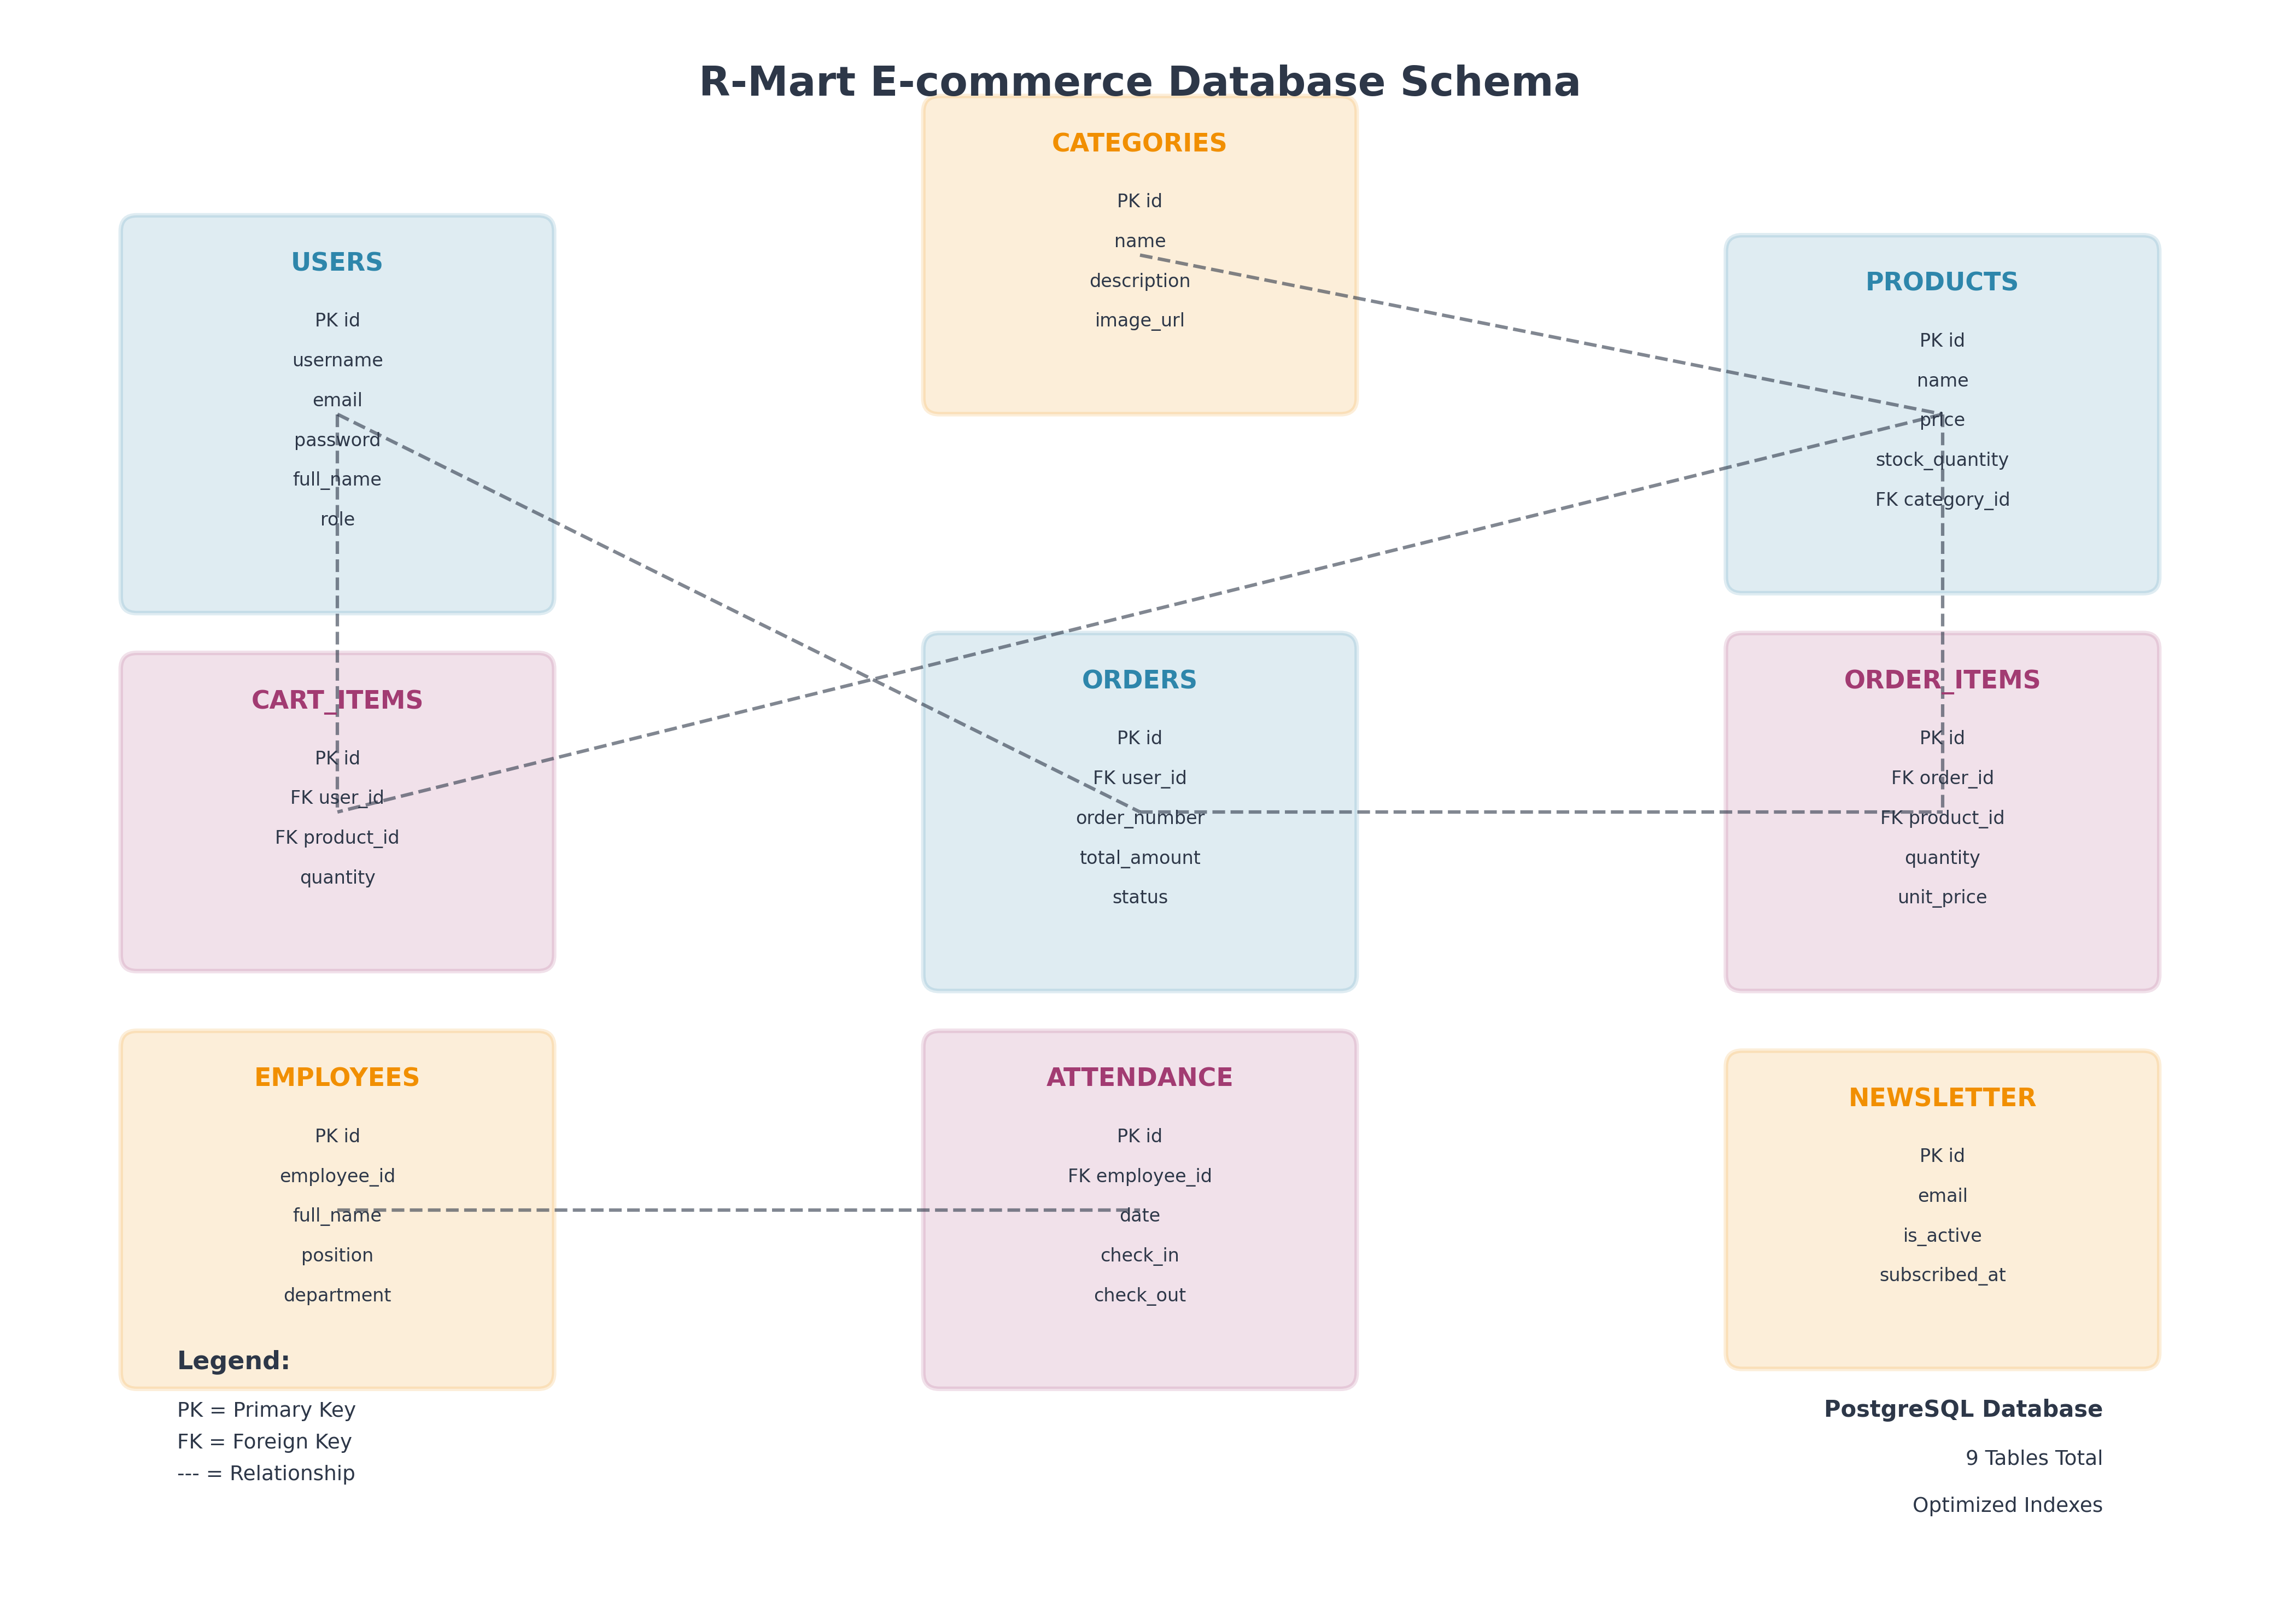 R-Mart E-commerce Database Schema
CATEGORIES
PK id
name
description
image_url
USERS
PK id
username
email
password
full_name
role
PRODUCTS
PK id
name
price
stock_quantity
FK category_id
CART_ITEMS
PK id
FK user_id
FK product_id
quantity
ORDERS
PK id
FK user_id
order_number
total_amount
status
ORDER_ITEMS
PK id
FK order_id
FK product_id
quantity
unit_price
EMPLOYEES
PK id
employee_id
full_name
position
department
ATTENDANCE
PK id
FK employee_id
date
check_in
check_out
NEWSLETTER
PK id
email
is_active
subscribed_at
Legend:
PK = Primary Key
FK = Foreign Key
--- = Relationship
PostgreSQL Database
9 Tables Total
Optimized Indexes